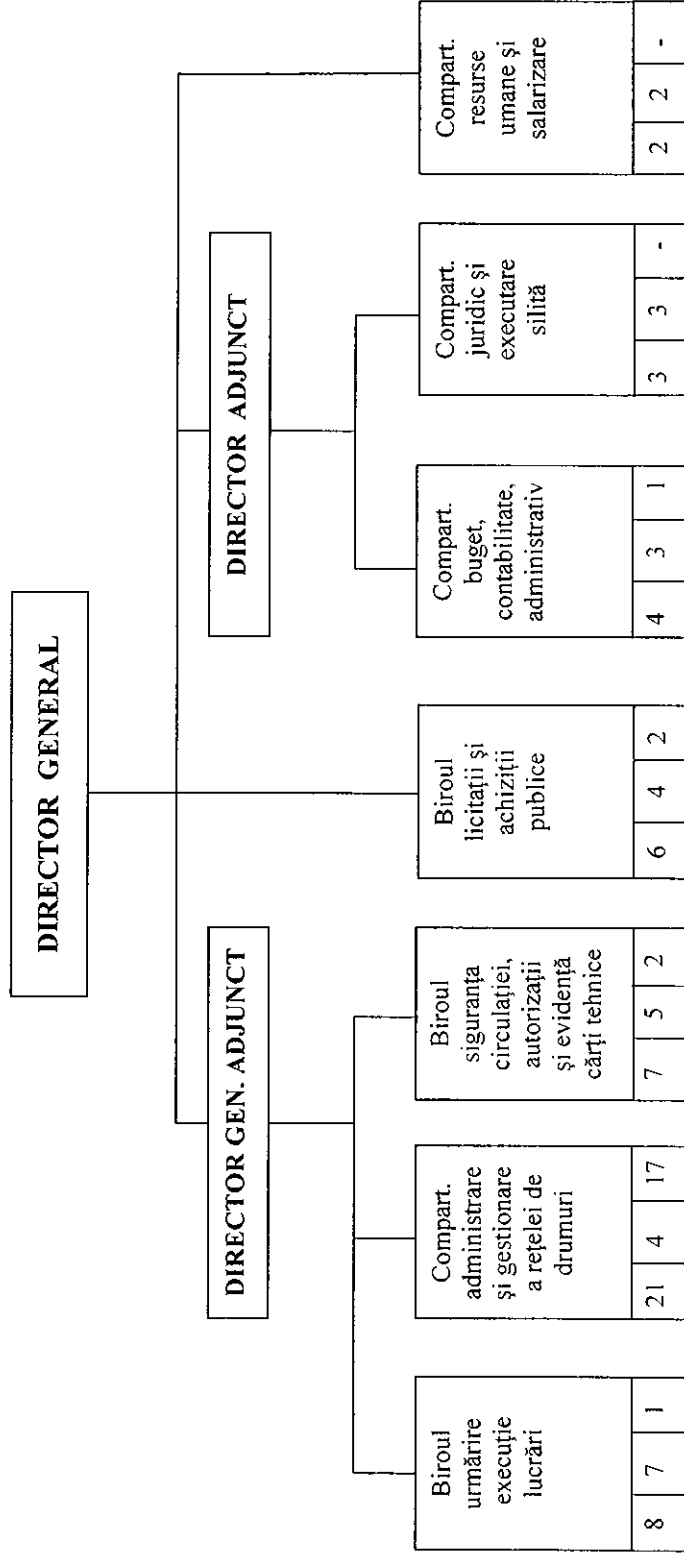 DIRECTOR GENERAL
DIRECTOR GEN. ADJUNCT
DIRECTOR ADJUNCT
Biroul
urmărire
execuție
lucrări
8 7 1
Compart.
administrare
și gestionare
a rețelei de
drumuri
21 4 17
Biroul
siguranța
circulației,
autorizații
și evidență
cărți tehnice
7 5 2
Biroul
licitații și
achiziții
publice
6 4 2
Compart.
buget,
contabilitate,
administrativ
4 3 1
Compart.
juridic și
executare
silită
3 3 -
Compart.
resurse
umane și
salarizare
2 2 -